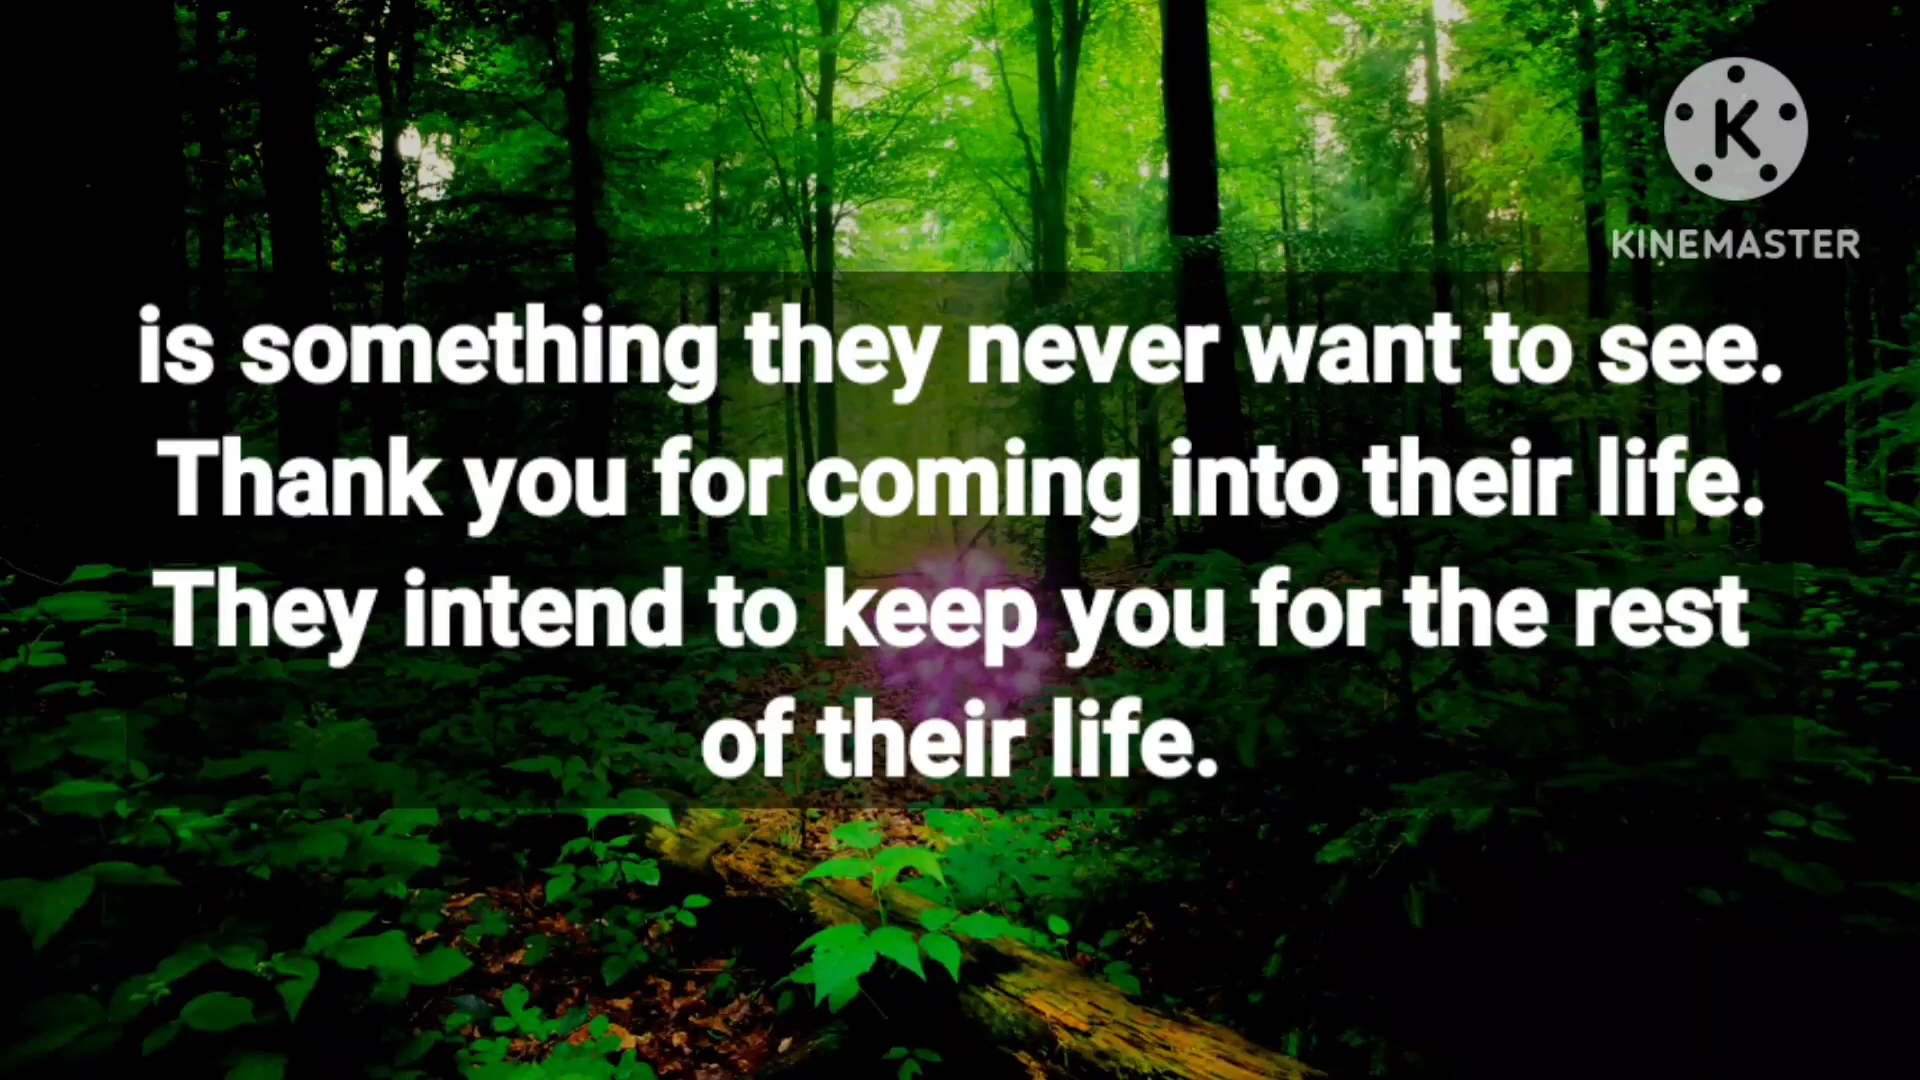 K
KINEMASTER
is something they never want to see.
Thank you for coming into their life.
They intend to keep you for the rest
of their life.